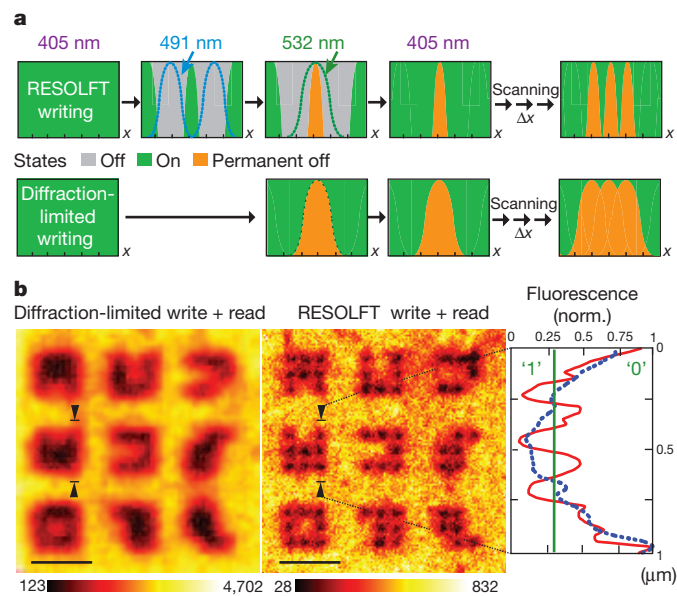 a
405 nm 491 nm 532 nm 405 nm
RESOLFT writing
x x x x Scanning Δx x
States Off On Permanent off
Diffraction-limited writing
x x x Scanning Δx x
b
Diffraction-limited write + read
RESOLFT write + read
Fluorescence (norm.)
0 0.25 0.5 0.75 1
'1' '0'
0
0.5
1
(μm)
123 4,702
28 832